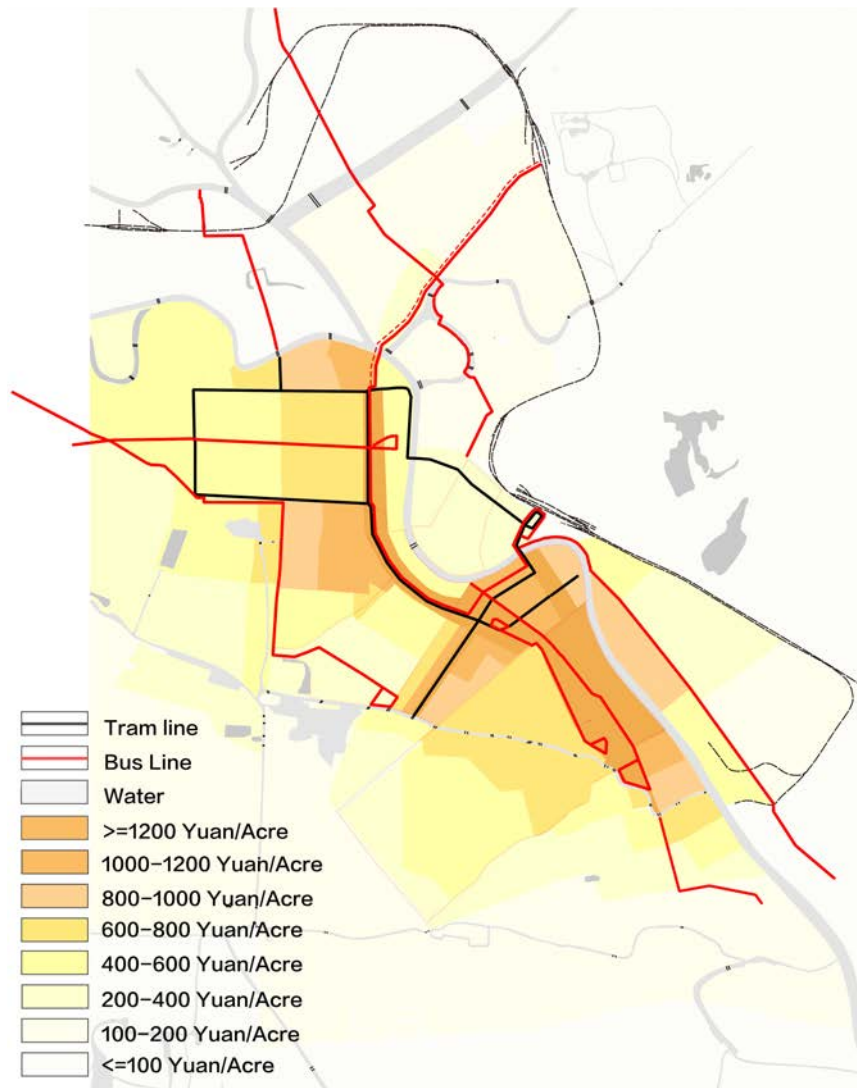 Tram line
Bus Line
Water
>=1200 Yuan/Acre
1000-1200 Yuan/Acre
800-1000 Yuan/Acre
600-800 Yuan/Acre
400-600 Yuan/Acre
200-400 Yuan/Acre
100-200 Yuan/Acre
<=100 Yuan/Acre